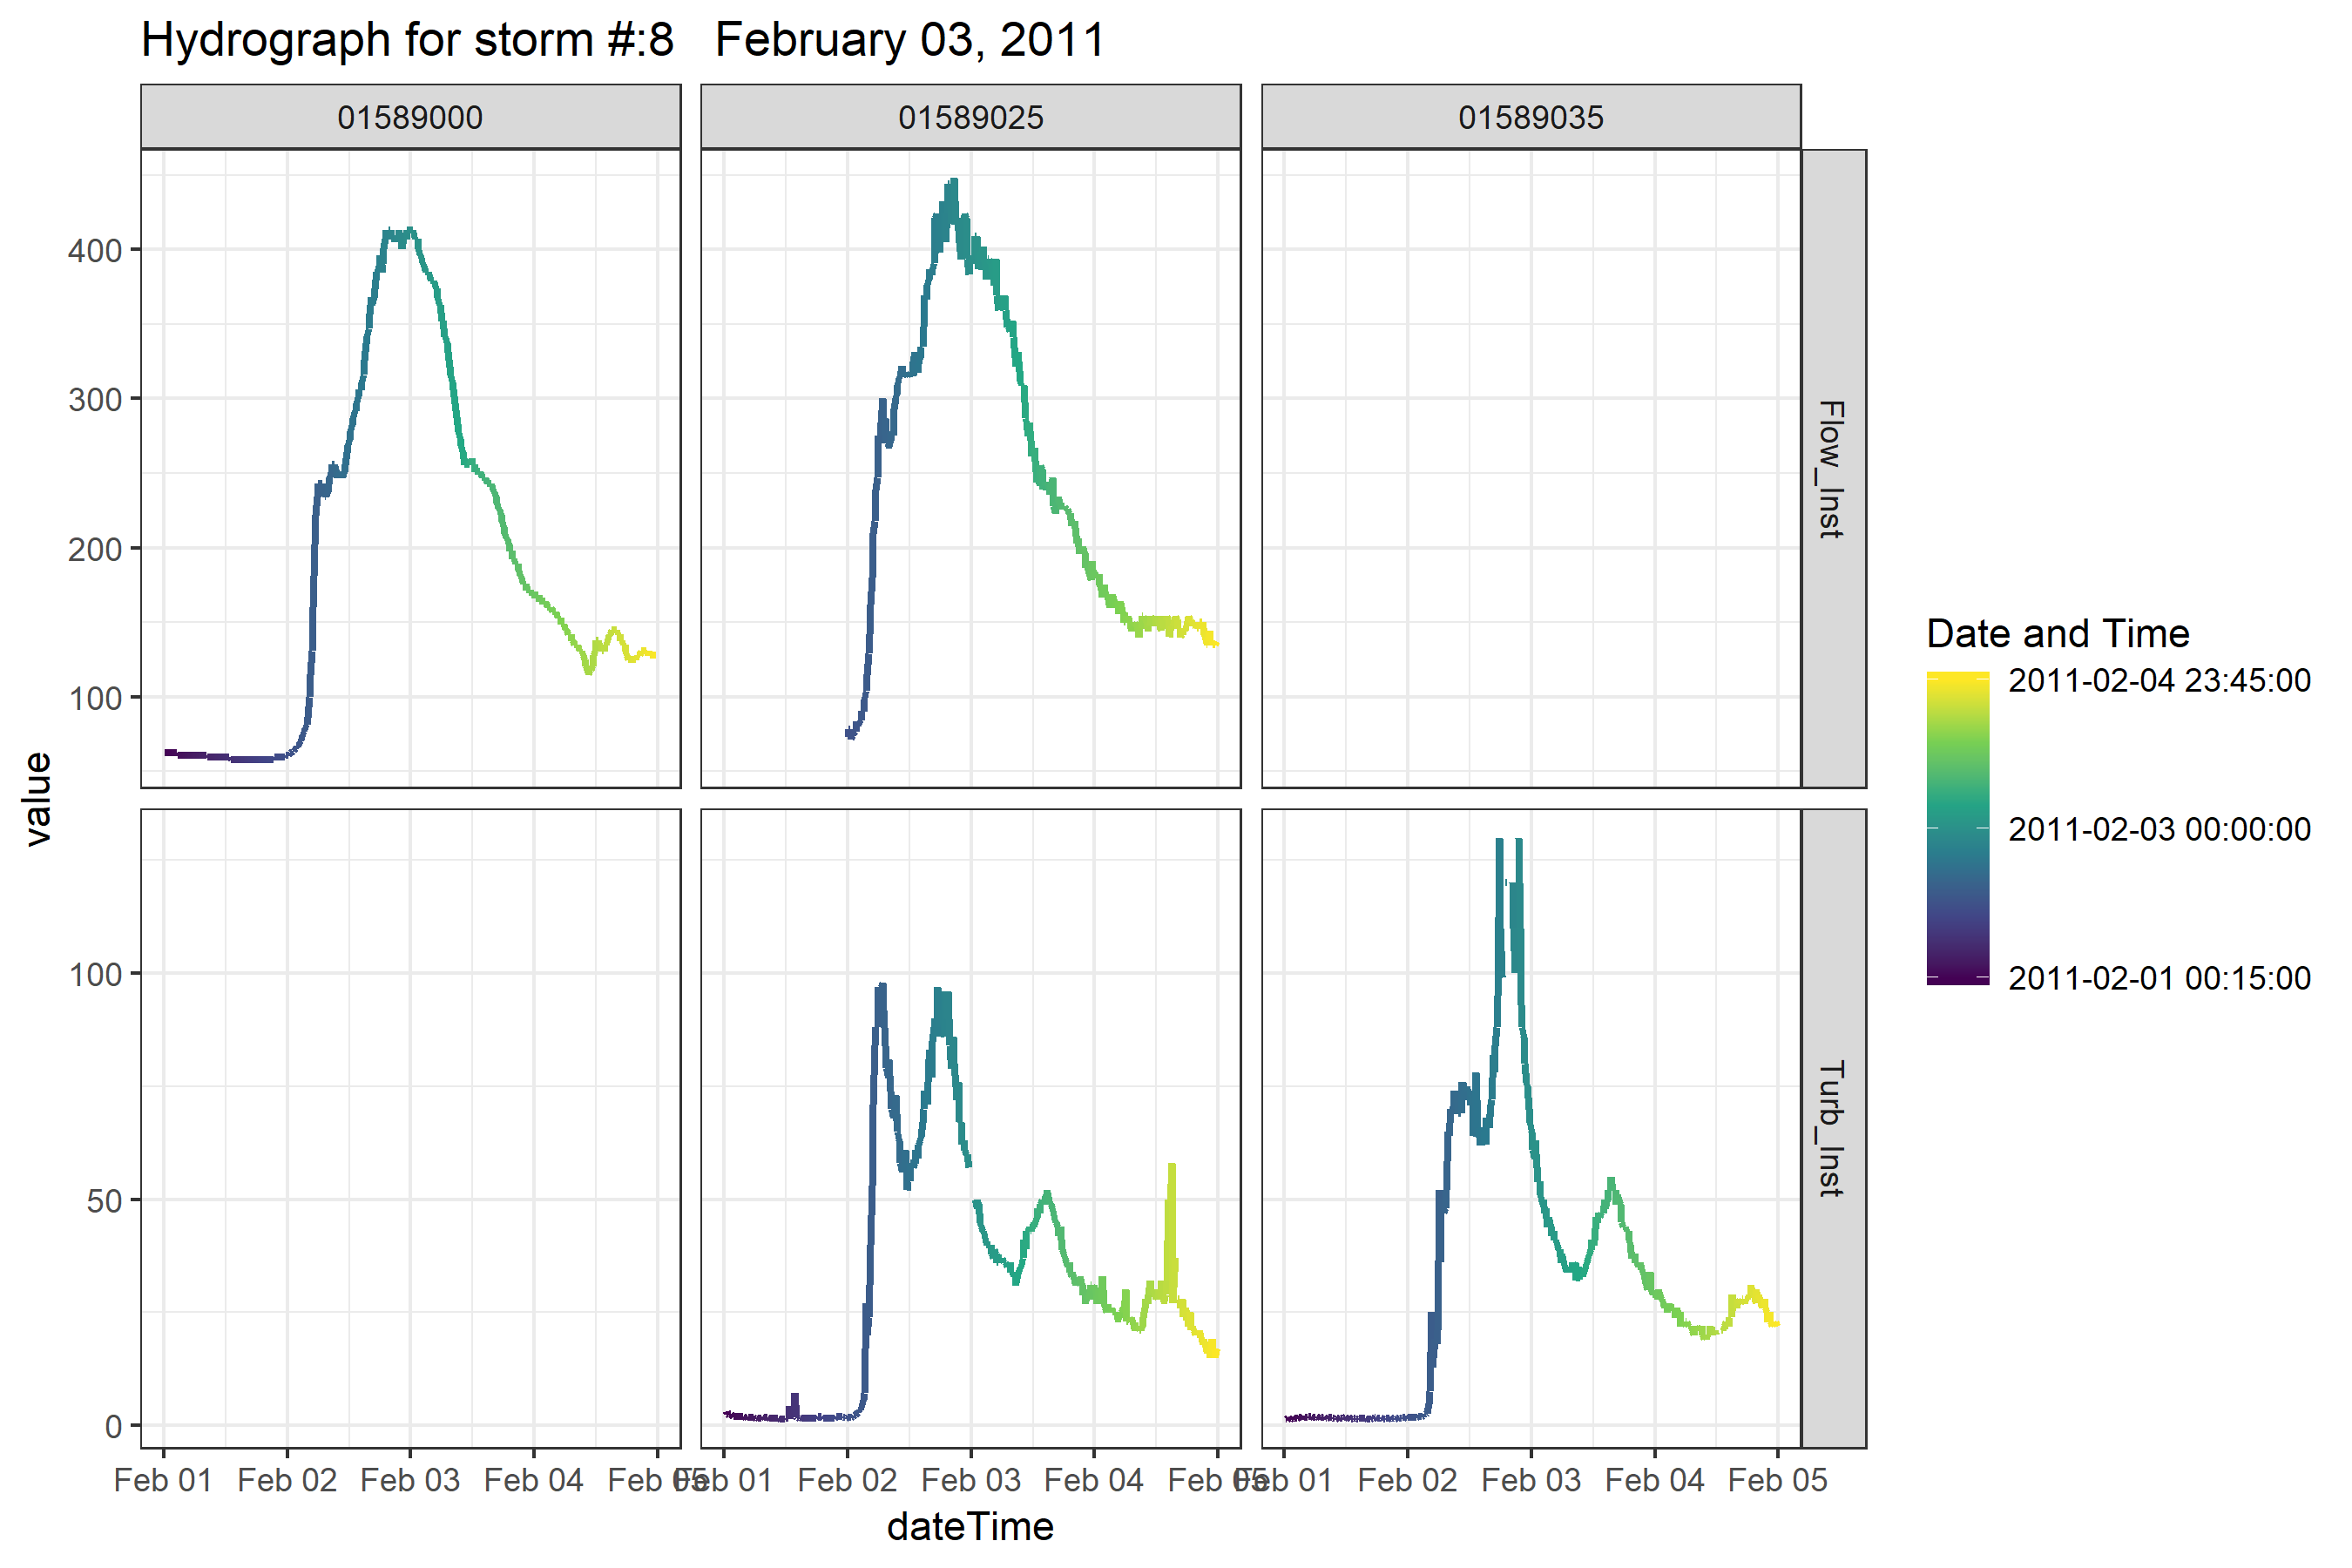 Hydrograph for storm #:8   February 03, 2011
01589000
01589025
01589035
400
300
200
100
Flow_Inst
100
50
0
Turb_Inst
value
Feb 01 Feb 02 Feb 03 Feb 04 Feb 05
Feb 01 Feb 02 Feb 03 Feb 04 Feb 05
Feb 01 Feb 02 Feb 03 Feb 04 Feb 05
dateTime
Date and Time
2011-02-04 23:45:00
2011-02-03 00:00:00
2011-02-01 00:15:00